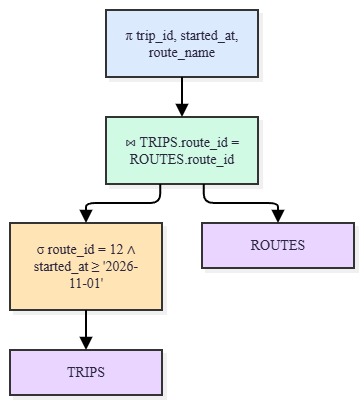 π trip_id, started_at,
route_name
⋈ TRIPS.route_id =
ROUTES.route_id
σ route_id = 12 ∧
started_at ≥ '2026-
11-01'
ROUTES
TRIPS